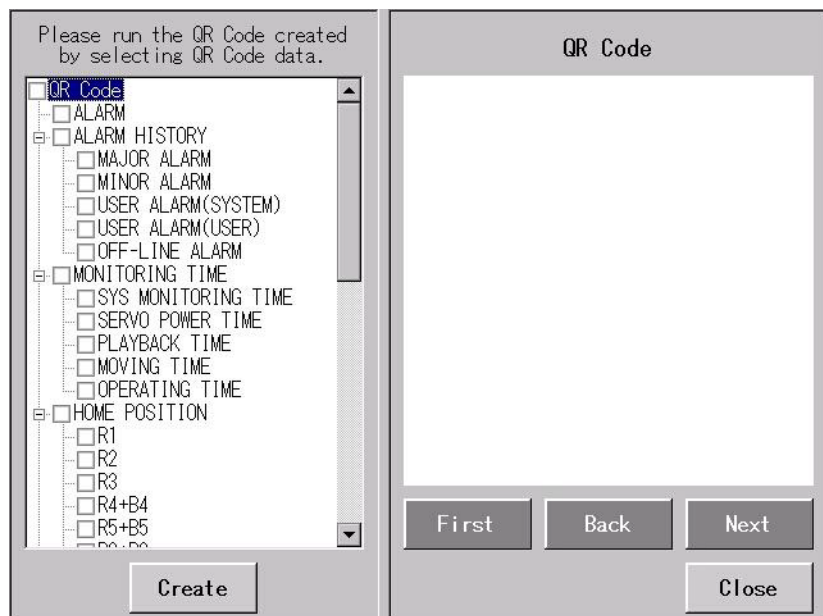 Please run the QR Code created
by selecting QR Code data.
QR Code
ALARM
ALARM HISTORY
MAJOR ALARM
MINOR ALARM
USER ALARM(SYSTEM)
USER ALARM(USER)
OFF-LINE ALARM
MONITORING TIME
SYS MONITORING TIME
SERVO POWER TIME
PLAYBACK TIME
MOVING TIME
OPERATING TIME
HOME POSITION
R1
R2
R3
R4+B4
R5+B5
Create
QR Code
First Back Next
Close